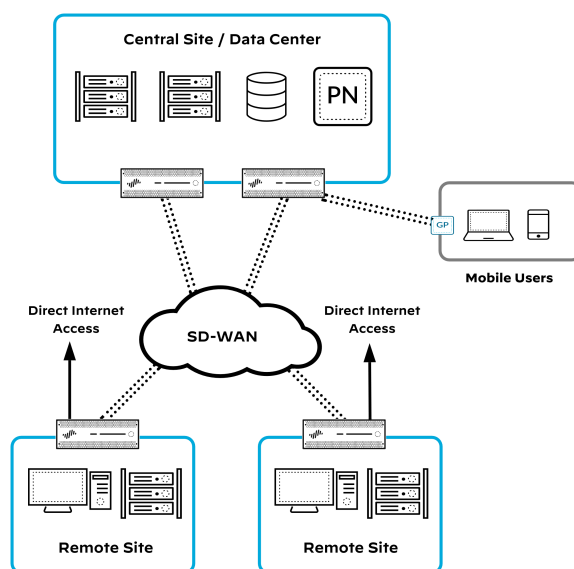 Central Site / Data Center
PN
GP
Mobile Users
Direct Internet
Access
Direct Internet
Access
SD-WAN
Remote Site
Remote Site